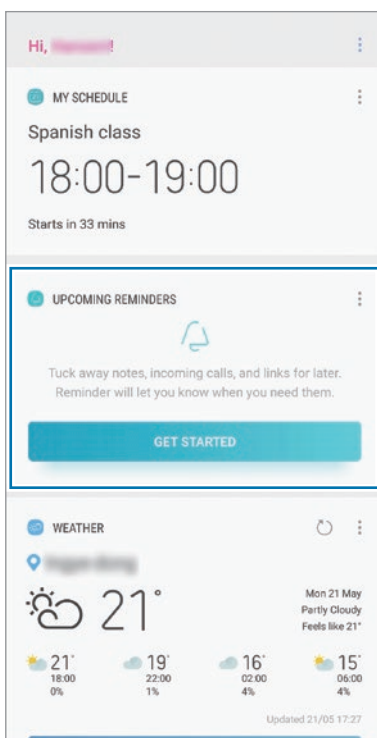 Hi, !
MY SCHEDULE
Spanish class
18:00-19:00
Starts in 33 mins
UPCOMING REMINDERS
Tuck away notes, incoming calls, and links for later.
Reminder will let you know when you need them.
GET STARTED
WEATHER
21°
Mon 21 May
Partly Cloudy
Feels like 21°
21° 19° 16° 15°
18:00 22:00 02:00 06:00
0% 1% 4% 4%
Updated 21/05 17:27